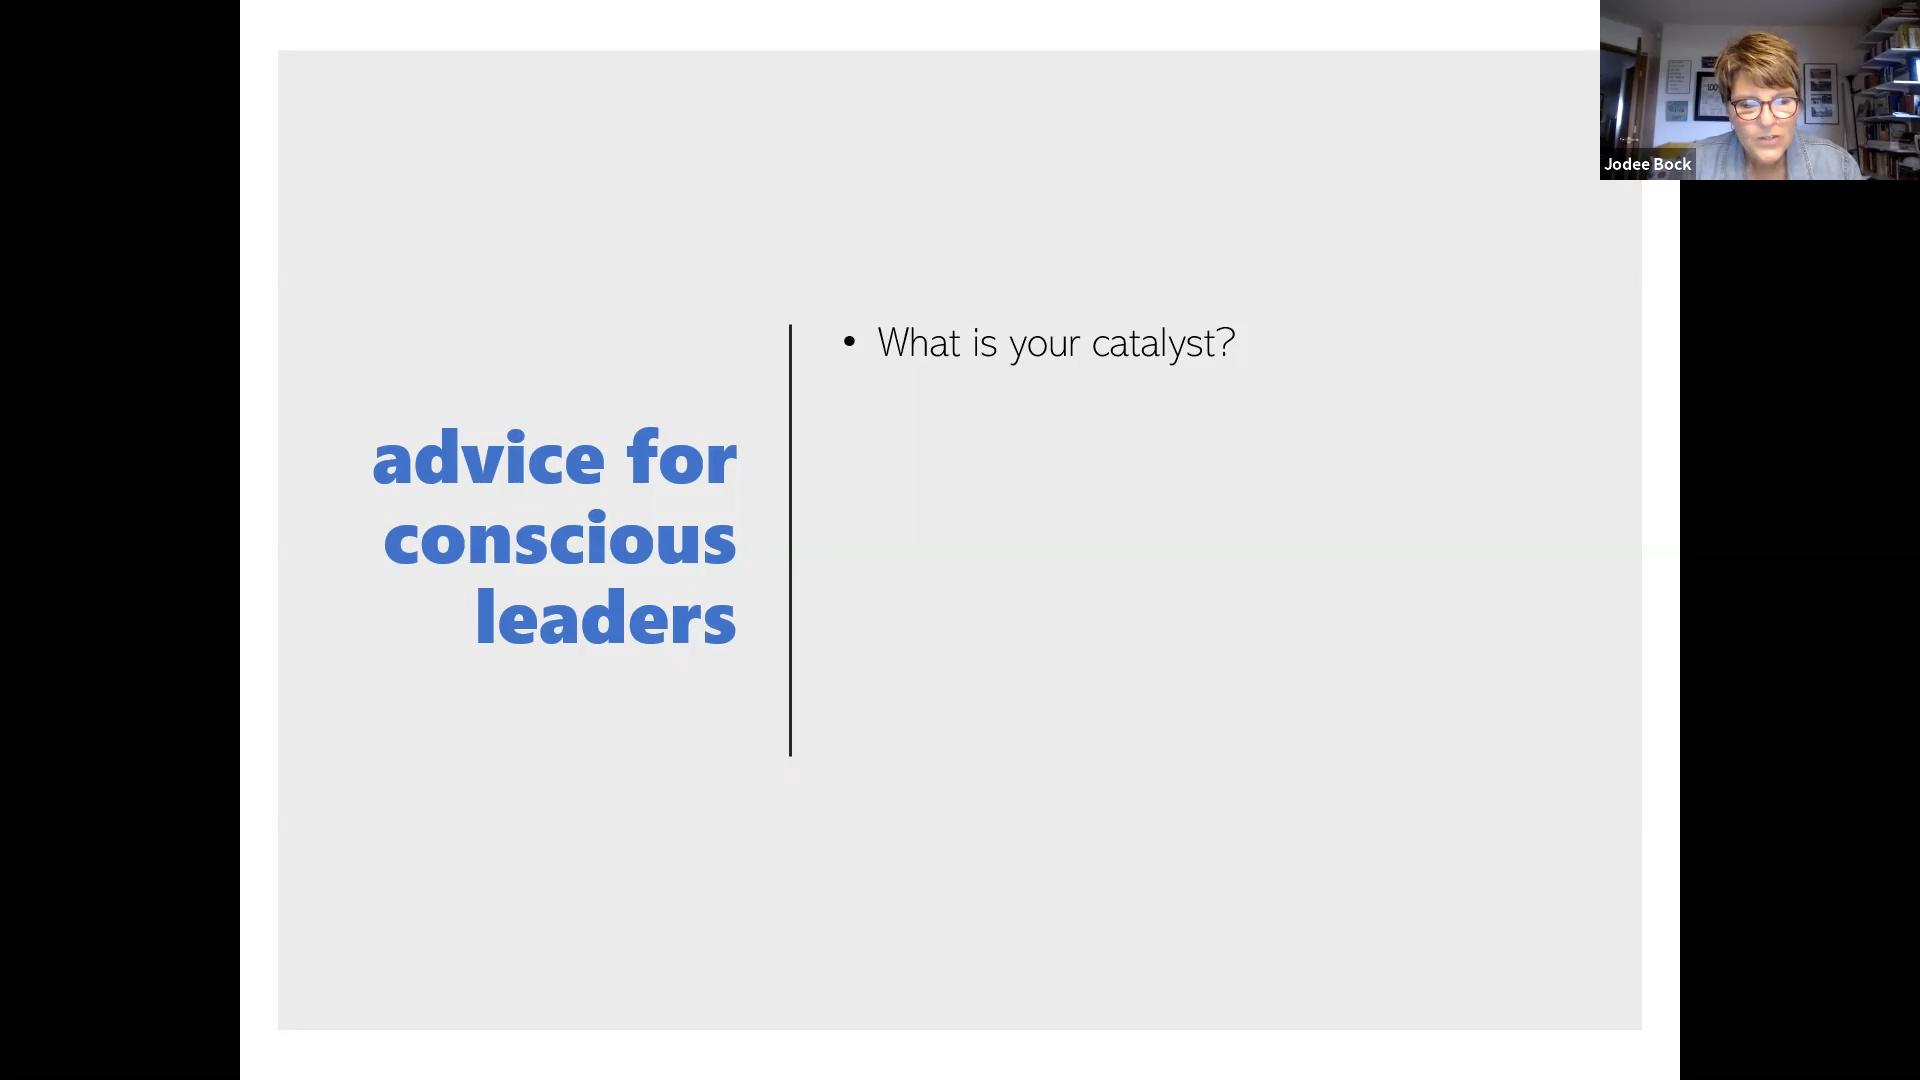 advice for
conscious
leaders
• What is your catalyst?
Jodee Bock